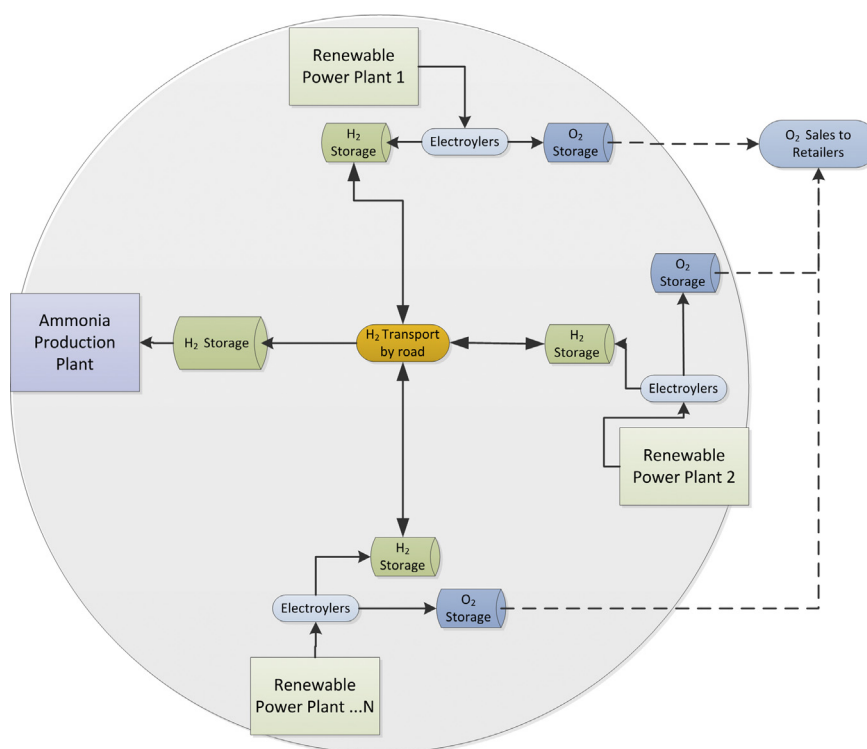 Renewable
Power Plant 1
H₂
Storage
Electroylers
O₂
Storage
O₂ Sales to
Retailers
O₂
Storage
Ammonia
Production
Plant
H₂ Storage
H₂ Transport
by road
H₂
Storage
Electroylers
Renewable
Power Plant 2
H₂
Storage
Electroylers
O₂
Storage
Renewable
Power Plant ...N